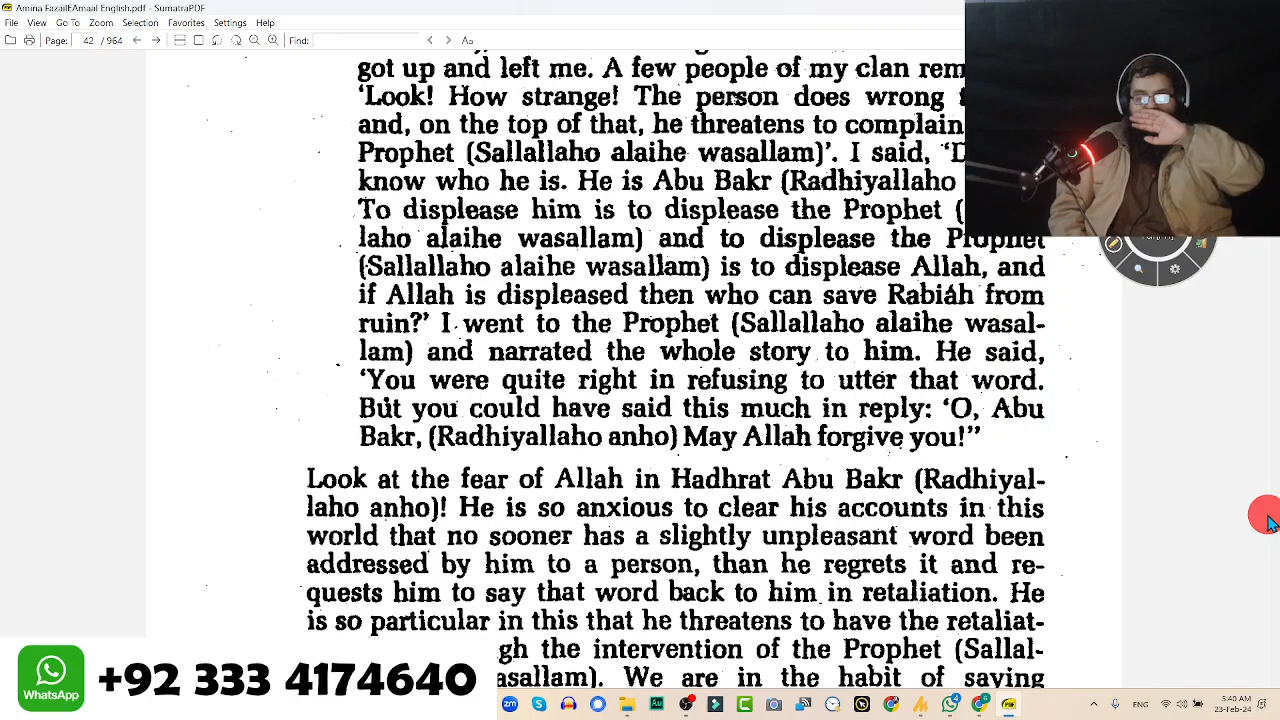 Amina FazailEAmaal English.pdf - SumatraPDF
File View Go To Zoom Selection Favorites Settings Help
Page: 42 / 964 Find:
got up and left me. A few people of my clan
'Look! How strange! The person does wrong
and, on the top of that, he threatens to complain
Prophet (Sallallaho alaihe wasallam)'. I said,
know who he is. He is Abu Bakr (Radhiyallaho
To displease him is to displease the Prophet (
laho alaihe wasallam) and to displease the Prophet
(Sallallaho alaihe wasallam) is to displease Allah, and
if Allah is displeased then who can save Rabiah from
ruin?' I went to the Prophet (Sallallaho alaihe wasal-
lam) and narrated the whole story to him. He said,
'You were quite right in refusing to utter that word.
But you could have said this much in reply: 'O, Abu
Bakr, (Radhiyallaho anho) May Allah forgive you!"
Look at the fear of Allah in Hadhrat Abu Bakr (Radhiyal-
laho anho)! He is so anxious to clear his accounts in this
world that no sooner has a slightly unpleasant word been
addressed by him to a person, than he regrets it and re-
quests him to say that word back to him in retaliation. He
is so particular in this that he threatens to have the retaliat-
gh the intervention of the Prophet (Sallal-
asallam). We are in the habit of saying
WhatsApp
+92 333 4174640
ENG
5:40 AM
23-Feb-24